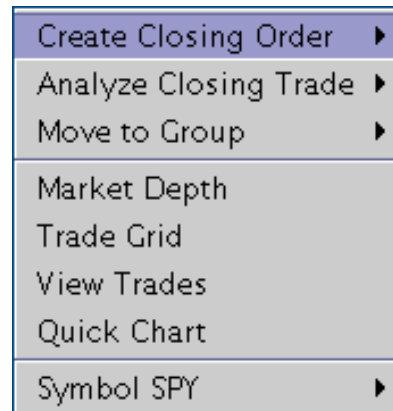 Create Closing Order
Analyze Closing Trade
Move to Group
Market Depth
Trade Grid
View Trades
Quick Chart
Symbol SPY